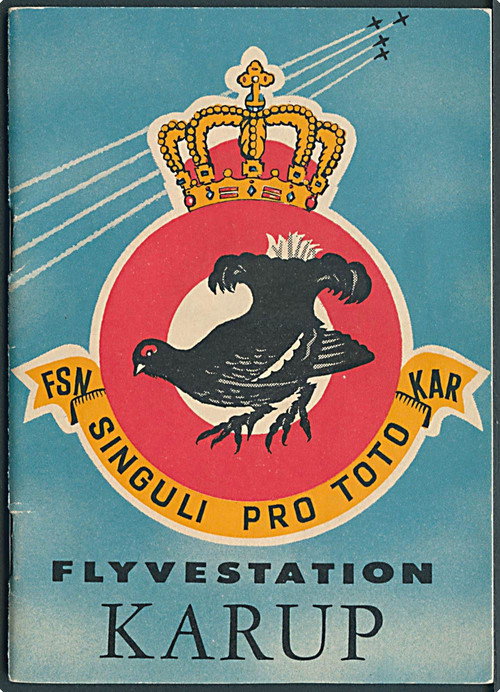 FSN KAR
SINGULI PRO TOTO
FLYVESTATION
KARUP